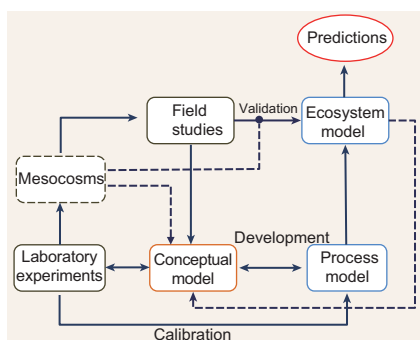 Predictions
Field
studies
Validation
Ecosystem
model
Mesocosms
Development
Laboratory
experiments
Conceptual
model
Process
model
Calibration